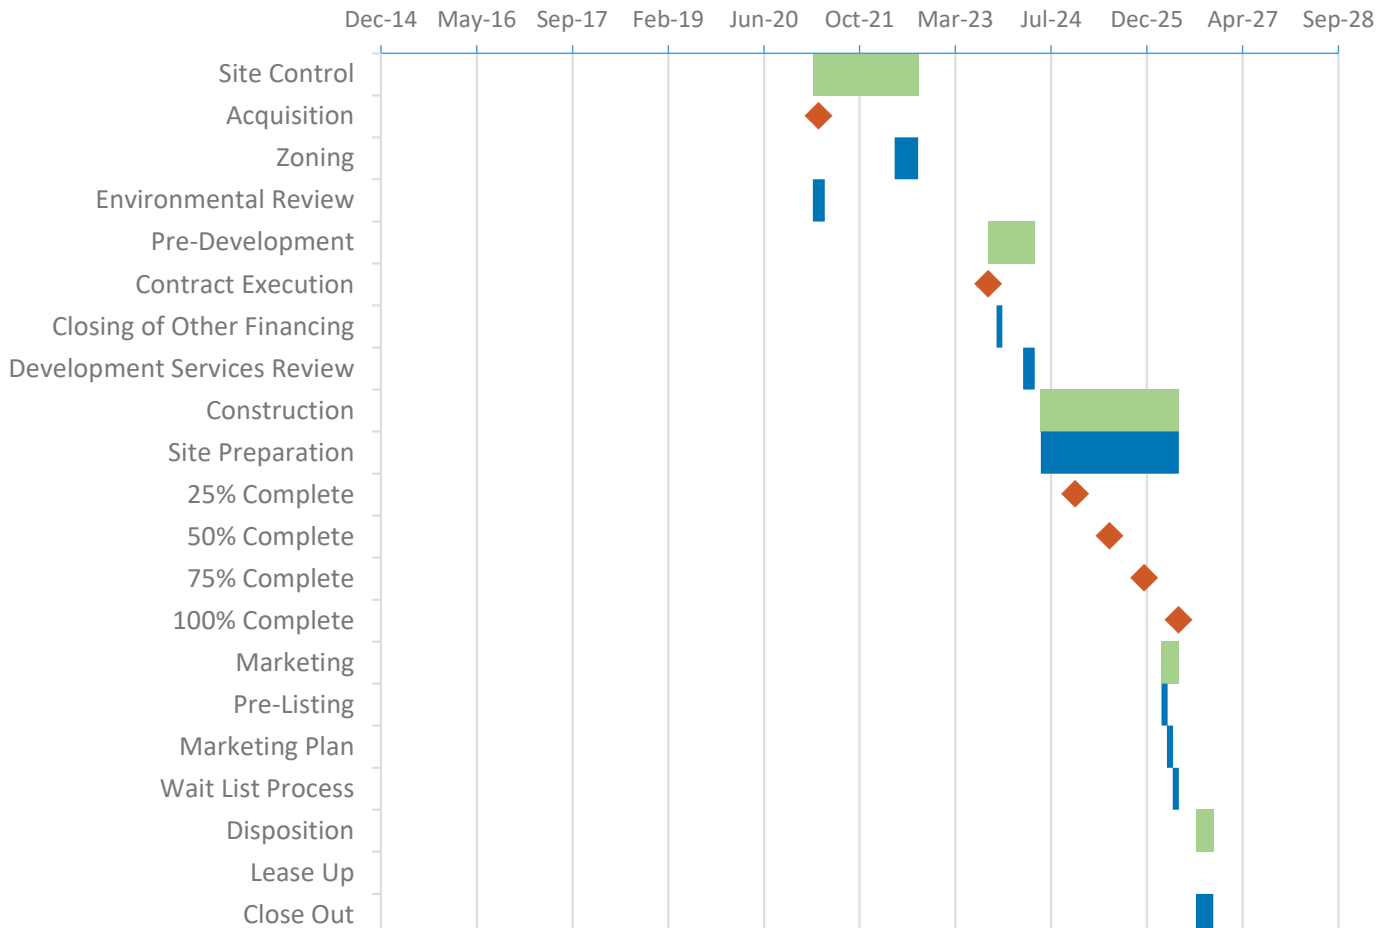 Dec-14 May-16 Sep-17 Feb-19 Jun-20 Oct-21 Mar-23 Jul-24 Dec-25 Apr-27 Sep-28
Site Control
Acquisition
Zoning
Environmental Review
Pre-Development
Contract Execution
Closing of Other Financing
Development Services Review
Construction
Site Preparation
25% Complete
50% Complete
75% Complete
100% Complete
Marketing
Pre-Listing
Marketing Plan
Wait List Process
Disposition
Lease Up
Close Out